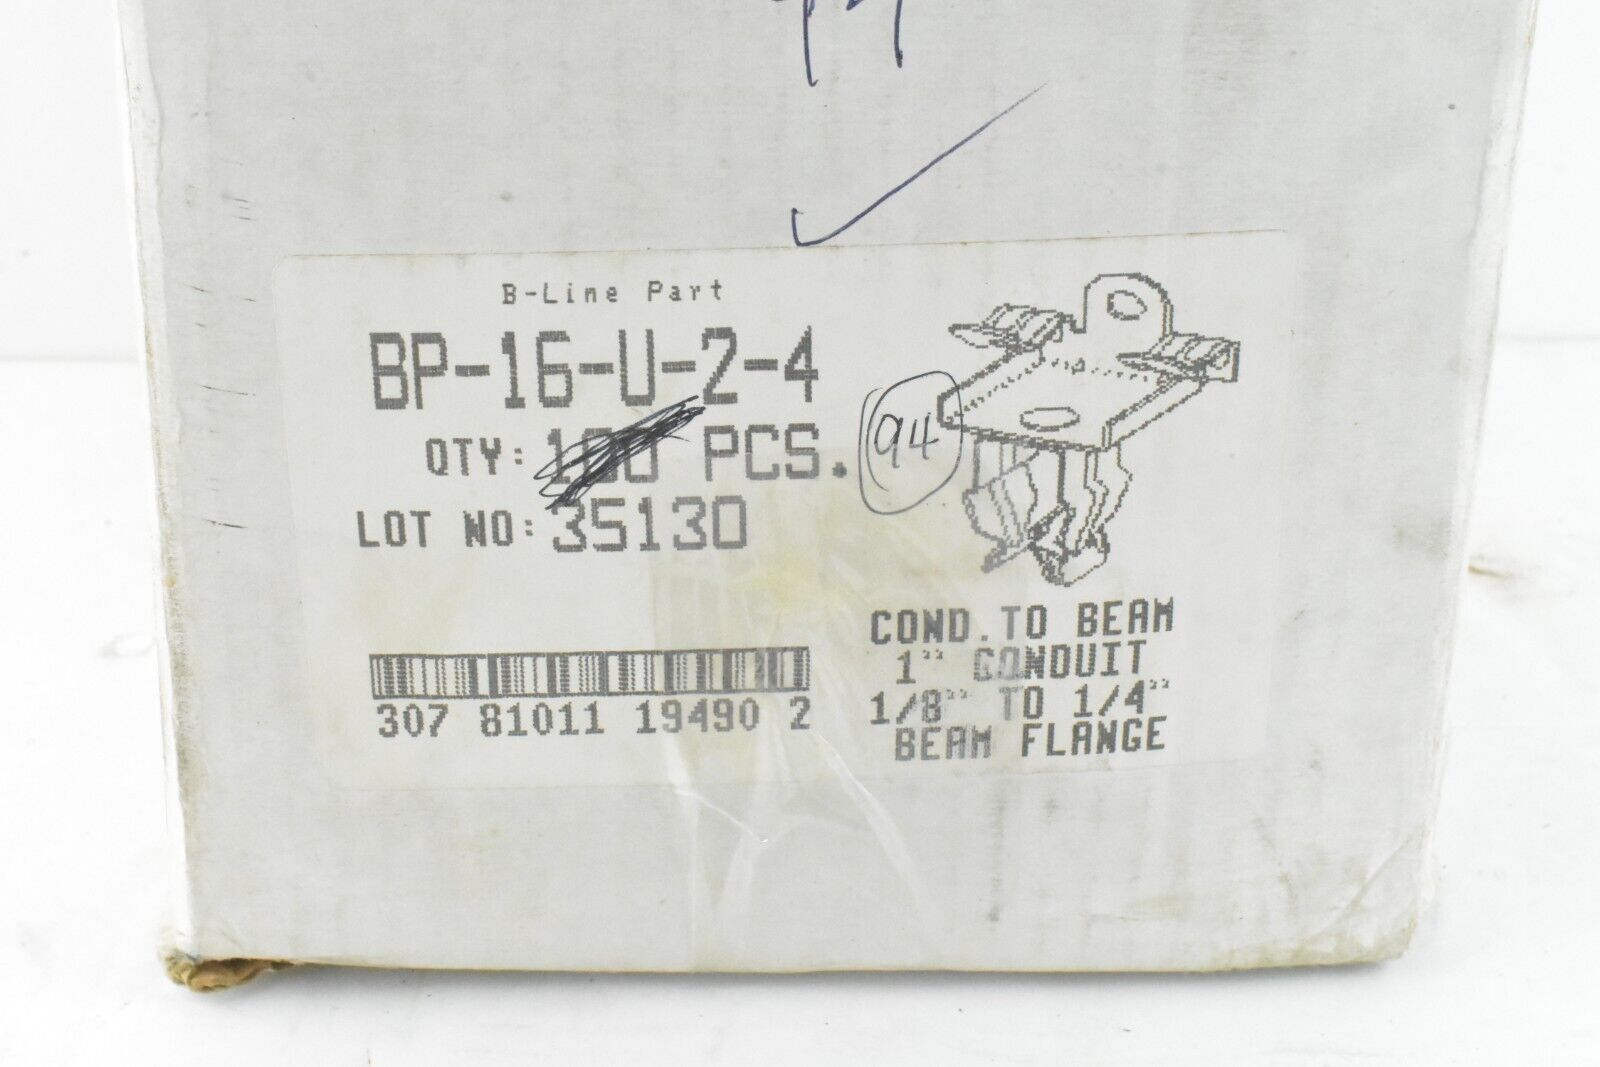 B-Line Part
BP-16-U-2-4
QTY: 100 PCS. 94
LOT NO: 35130
307 81011 19490 2
COND. TO BEAM
1" CONDUIT
1/8" TO 1/4"
BEAM FLANGE